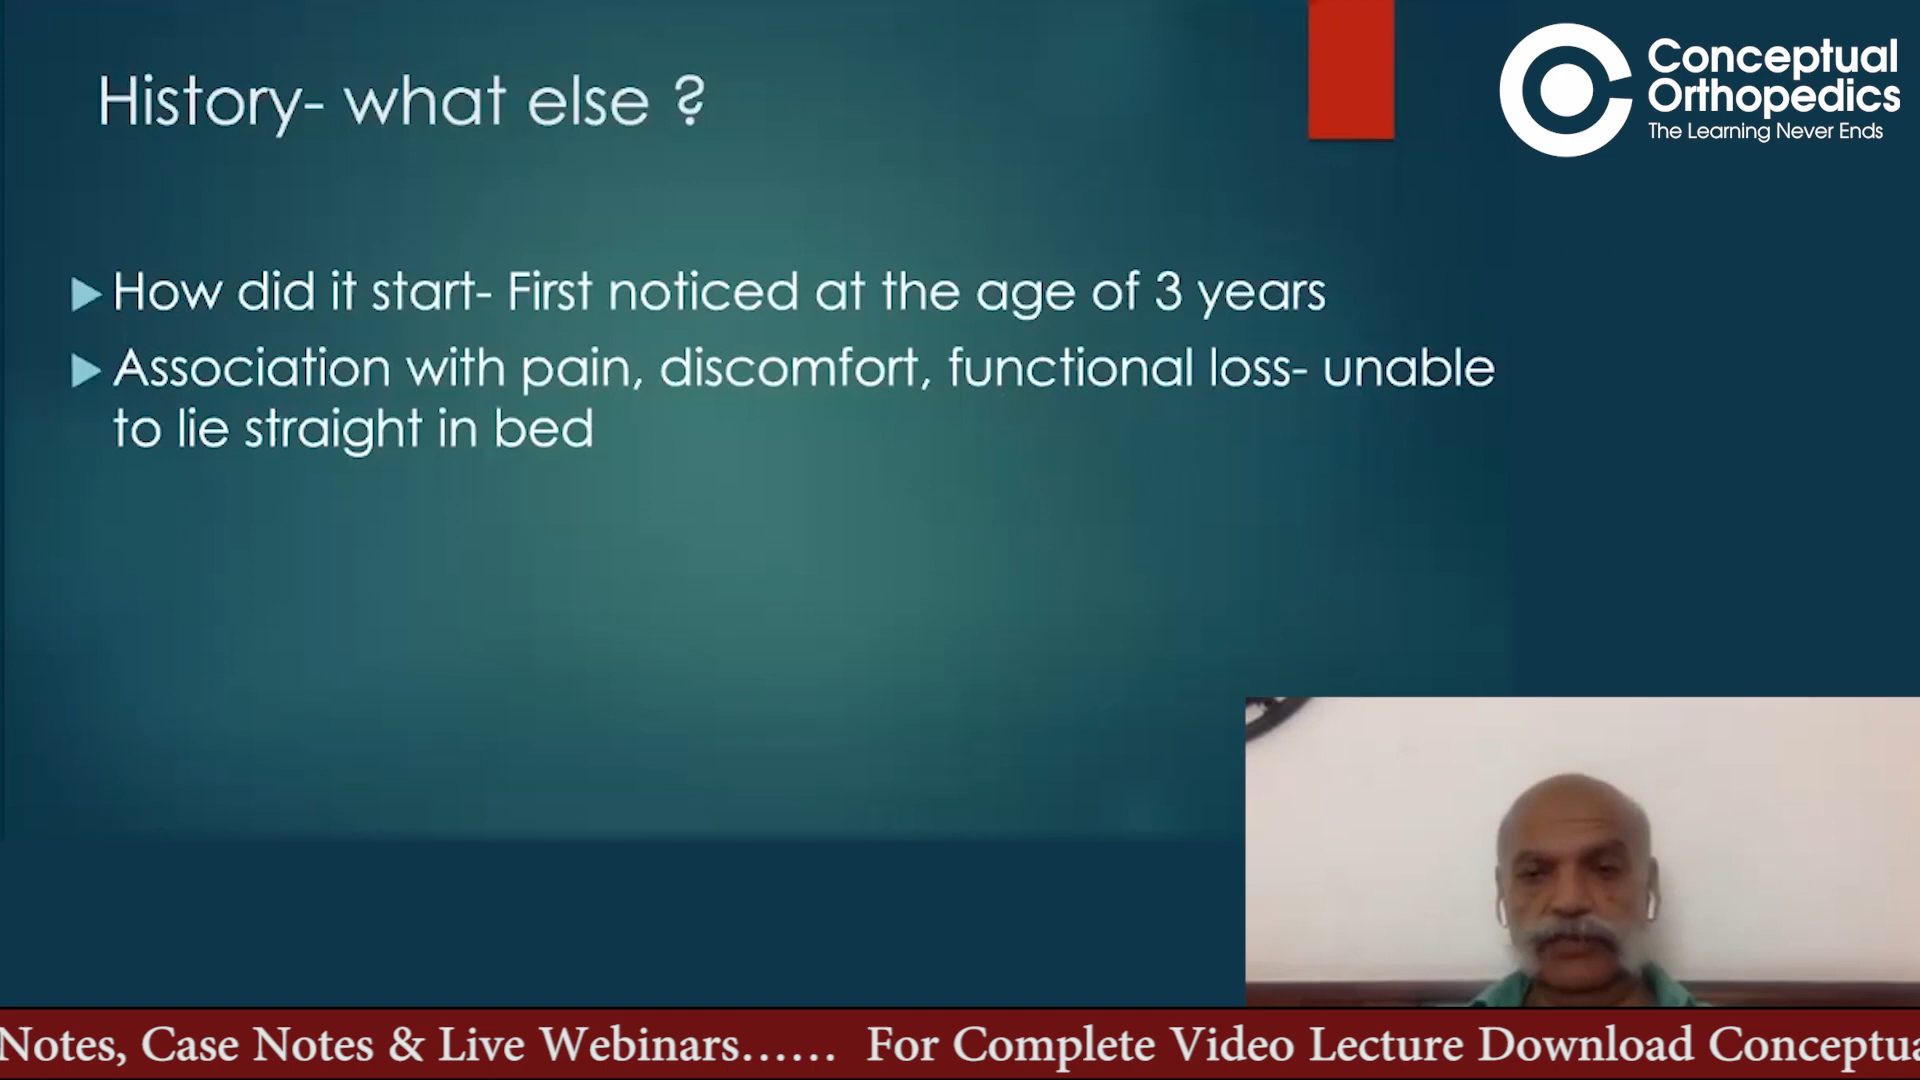 History- what else ?
Conceptual
Orthopedics
The Learning Never Ends
How did it start- First noticed at the age of 3 years
Association with pain, discomfort, functional loss- unable
to lie straight in bed
Notes, Case Notes & Live Webinars...... For Complete Video Lecture Download Conceptua